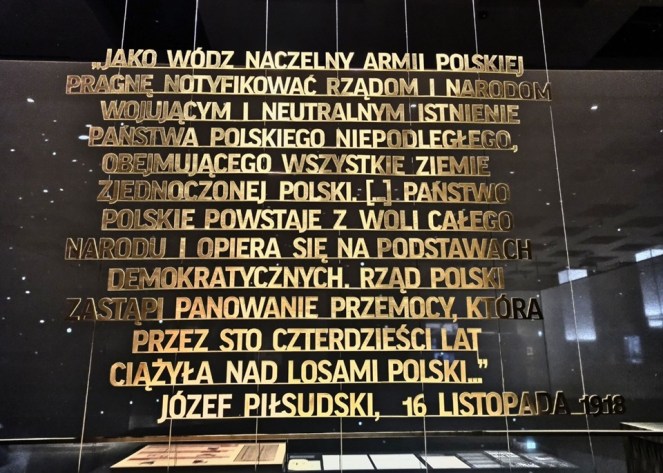 „JAKO WÓDZ NACZELNY ARMII POLSKIEJ
PRAGNĘ NOTYFIKOWAĆ RZĄDOM I NARODOM
WOJUJĄCYM I NEUTRALNYM ISTNIENIE
PAŃSTWA POLSKIEGO NIEPODLEGŁEGO,
OBEJMUJĄCEGO WSZYSTKIE ZIEMIE
ZJEDNOCZONEJ POLSKI. [...] PAŃSTWO
POLSKIE POWSTAJE Z WOLI CAŁEGO
NARODU I OPIERA SIĘ NA PODSTAWACH
DEMOKRATYCZNYCH. RZĄD POLSKI
ZASTĄPI PANOWANIE PRZEMOCY, KTÓRA
PRZEZ STO CZTERDZIEŚCI LAT
CIĄŻYŁA NAD LOSAMI POLSKI...”
JÓZEF PIŁSUDSKI, 16 LISTOPADA 1918